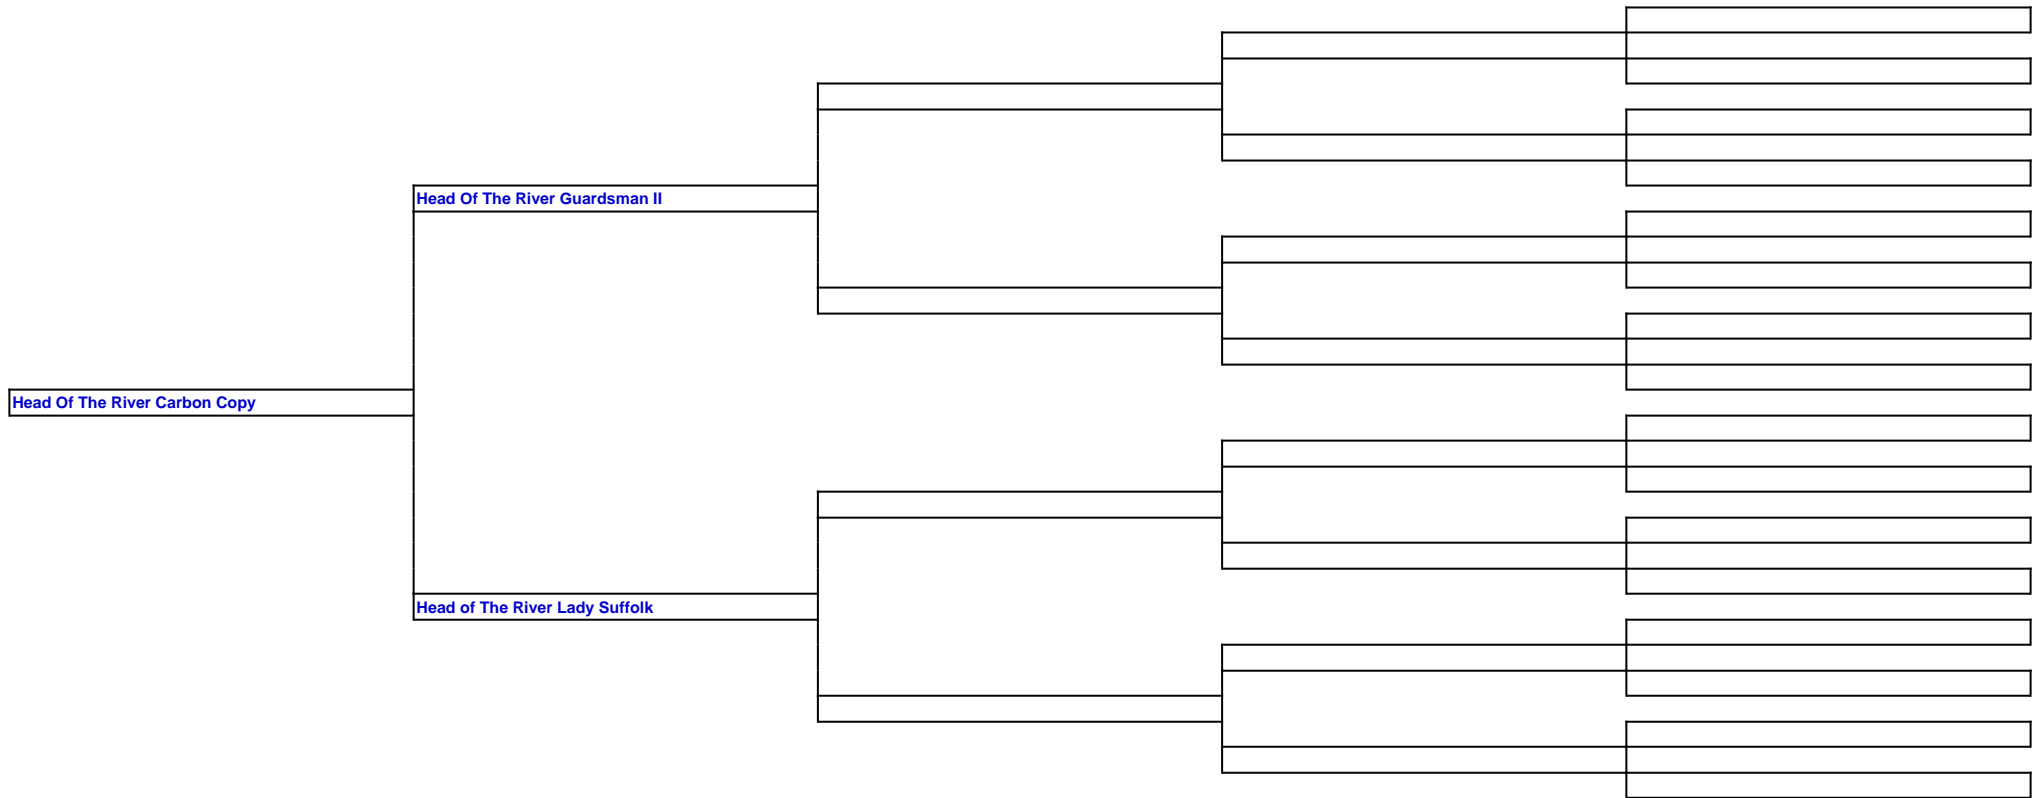 Head Of The River Guardsman II
Head Of The River Carbon Copy
Head of The River Lady Suffolk